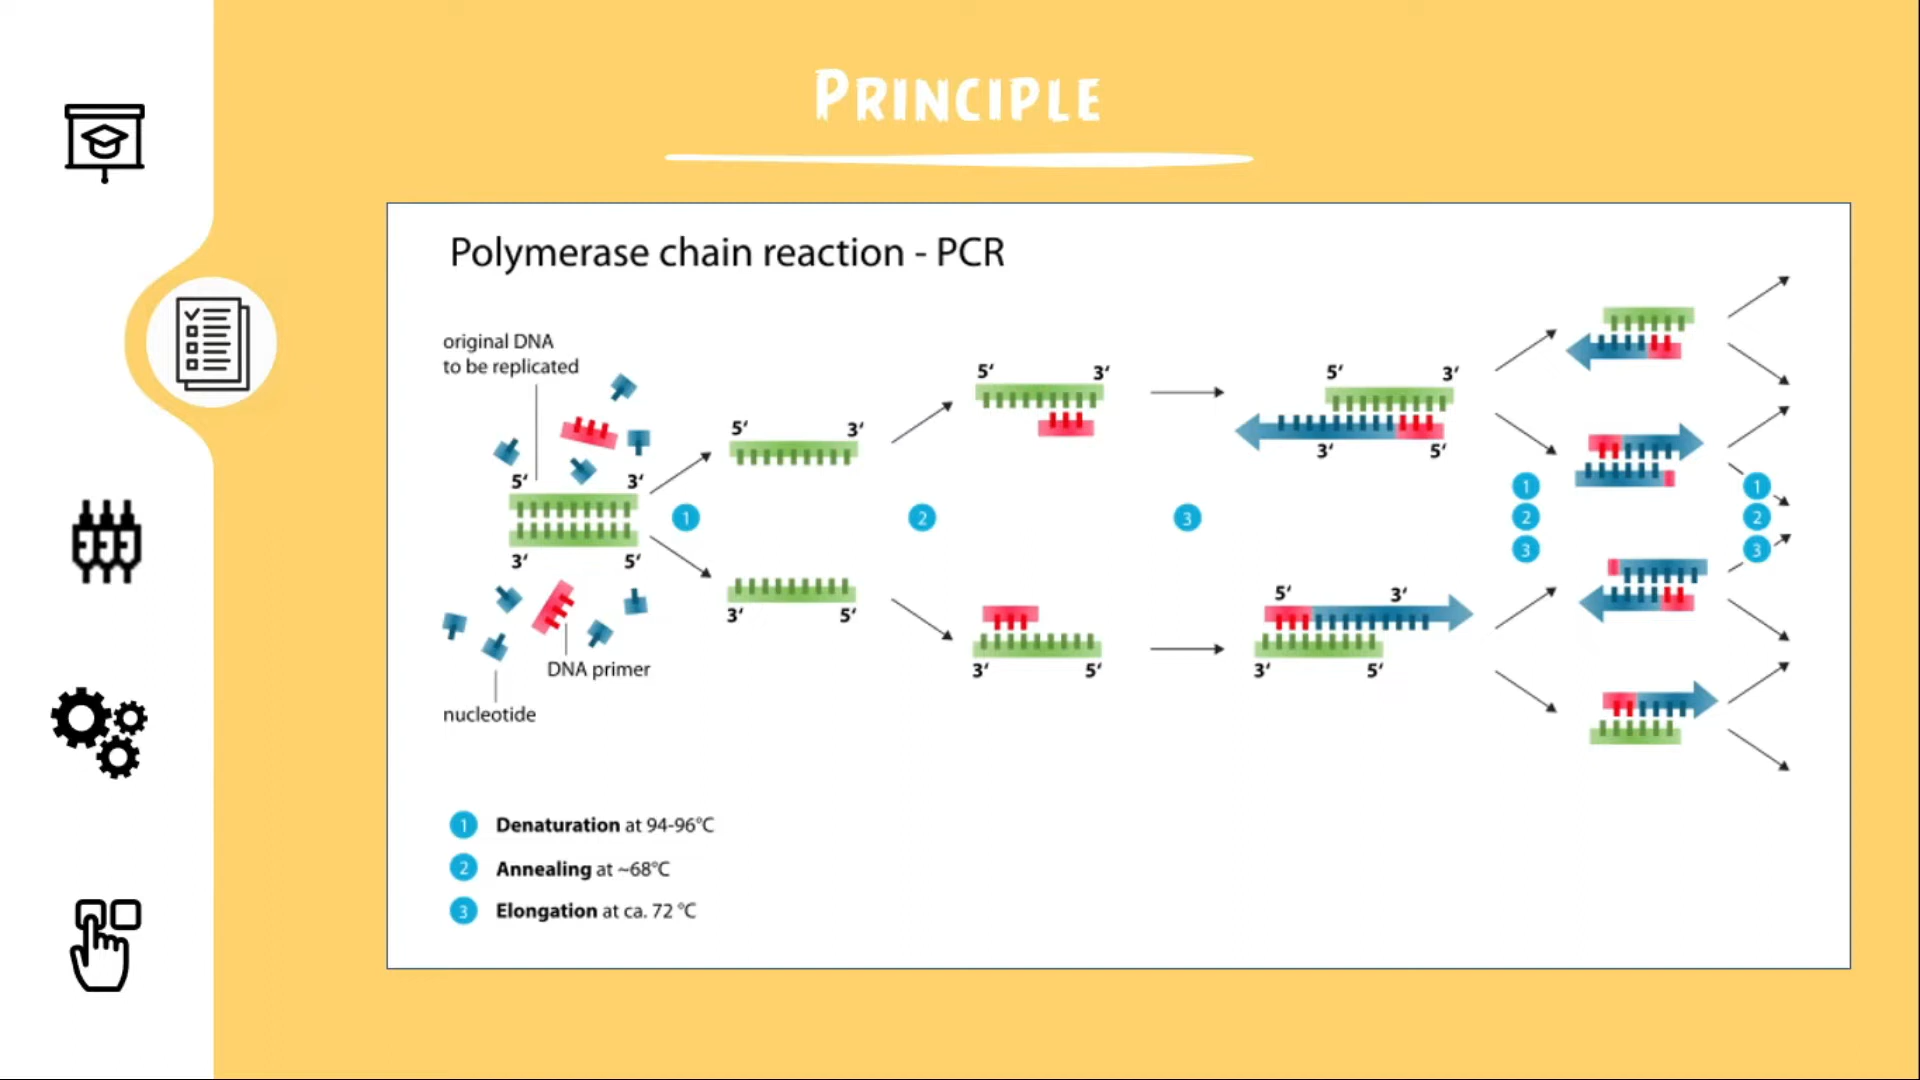 PRINCIPLE
Polymerase chain reaction - PCR
original DNA
to be replicated
5‘ 3‘
3‘ 5‘
DNA primer
nucleotide
1
5‘ 3‘
3‘ 5‘
2
5‘ 3‘
3‘ 5‘
3
5‘ 3‘
3‘ 5‘
5‘ 3‘
3‘ 5‘
1
2
3
1
2
3
1 Denaturation at 94-96°C
2 Annealing at ~68°C
3 Elongation at ca. 72 °C